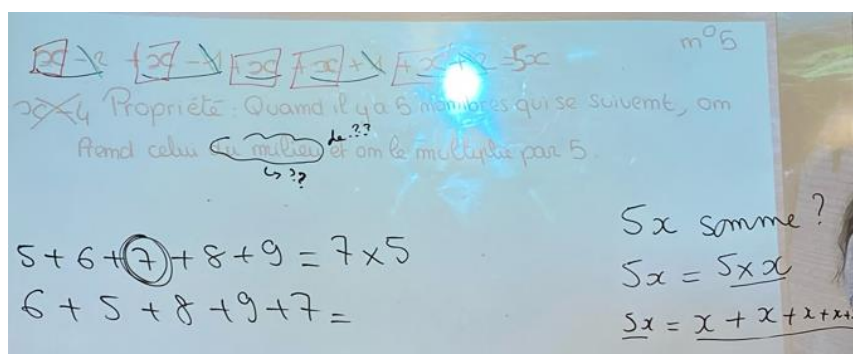 n°5
x - 2 + x - 1 + x + x + 1 + x + 2 = 5x
x - 4 Propriété : Quand il y a 5 nombres qui se suivent, on
Prend celui du milieu et on le multiplie par 5.
de ??
↳ ??
5 + 6 + 7 + 8 + 9 = 7 × 5
6 + 5 + 8 + 9 + 7 =
5x somme ?
5x = 5 × x
5x = x + x + x + x +